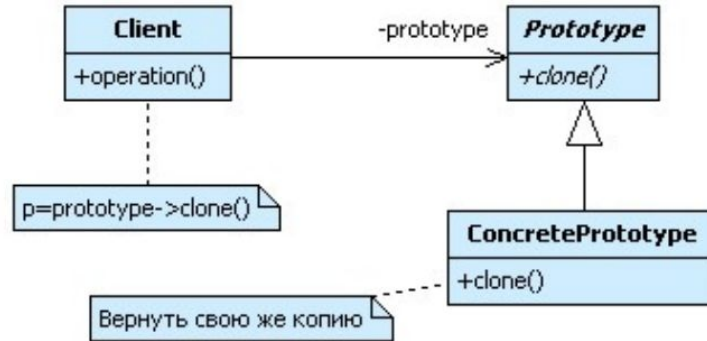 Client
+operation()
-prototype
Prototype
+clone()
p=prototype->clone()
ConcretePrototype
+clone()
Вернуть свою же копию